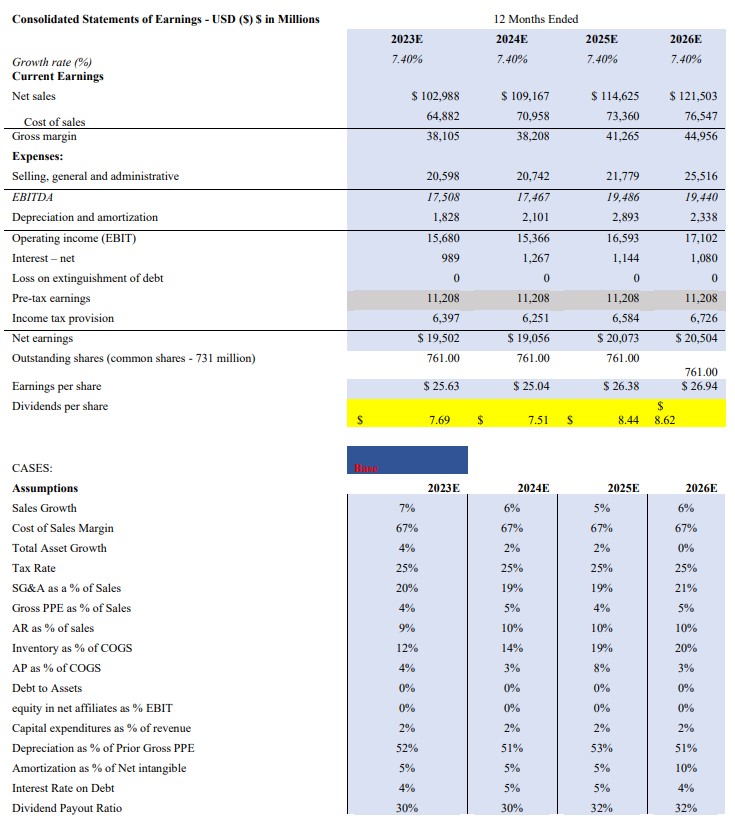 Consolidated Statements of Earnings - USD ($) $ in Millions 12 Months Ended
2023E 2024E 2025E 2026E
Growth rate (%) 7.40% 7.40% 7.40% 7.40%
Current Earnings
Net sales $ 102,988 $ 109,167 $ 114,625 $ 121,503
Cost of sales 64,882 70,958 73,360 76,547
Gross margin 38,105 38,208 41,265 44,956
Expenses:
Selling, general and administrative 20,598 20,742 21,779 25,516
EBITDA 17,508 17,467 19,486 19,440
Depreciation and amortization 1,828 2,101 2,893 2,338
Operating income (EBIT) 15,680 15,366 16,593 17,102
Interest – net 989 1,267 1,144 1,080
Loss on extinguishment of debt 0 0 0 0
Pre-tax earnings 11,208 11,208 11,208 11,208
Income tax provision 6,397 6,251 6,584 6,726
Net earnings $ 19,502 $ 19,056 $ 20,073 $ 20,504
Outstanding shares (common shares - 731 million) 761.00 761.00 761.00 761.00
Earnings per share $ 25.63 $ 25.04 $ 26.38 $ 26.94
Dividends per share $ 7.69 $ 7.51 $ 8.44 $ 8.62
CASES: Base
Assumptions 2023E 2024E 2025E 2026E
Sales Growth 7% 6% 5% 6%
Cost of Sales Margin 67% 67% 67% 67%
Total Asset Growth 4% 2% 2% 0%
Tax Rate 25% 25% 25% 25%
SG&A as a % of Sales 20% 19% 19% 21%
Gross PPE as % of Sales 4% 5% 4% 5%
AR as % of sales 9% 10% 10% 10%
Inventory as % of COGS 12% 14% 19% 20%
AP as % of COGS 4% 3% 8% 3%
Debt to Assets 0% 0% 0% 0%
equity in net affiliates as % EBIT 0% 0% 0% 0%
Capital expenditures as % of revenue 2% 2% 2% 2%
Depreciation as % of Prior Gross PPE 52% 51% 53% 51%
Amortization as % of Net intangible 5% 5% 5% 10%
Interest Rate on Debt 4% 5% 5% 4%
Dividend Payout Ratio 30% 30% 32% 32%